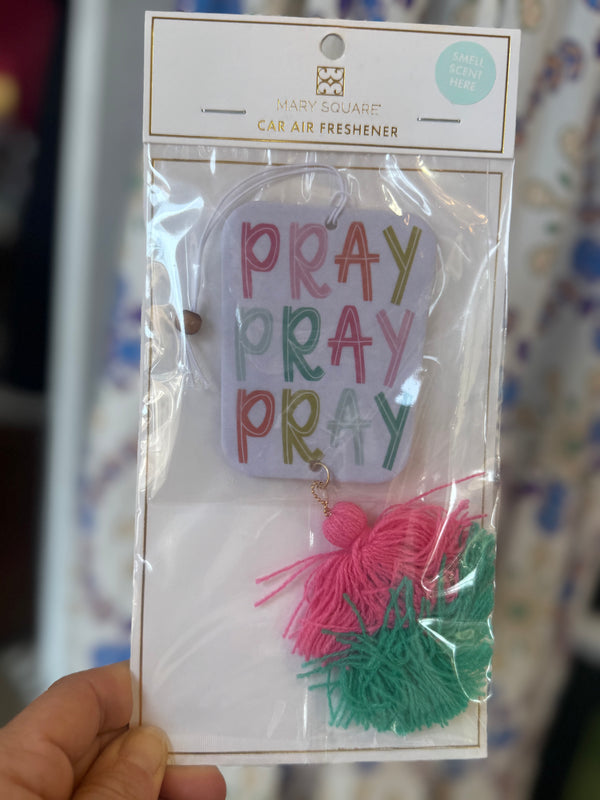 SMELL
SCENT
HERE
MARY SQUARE
CAR AIR FRESHENER
PRAY
PRAY
PRAY